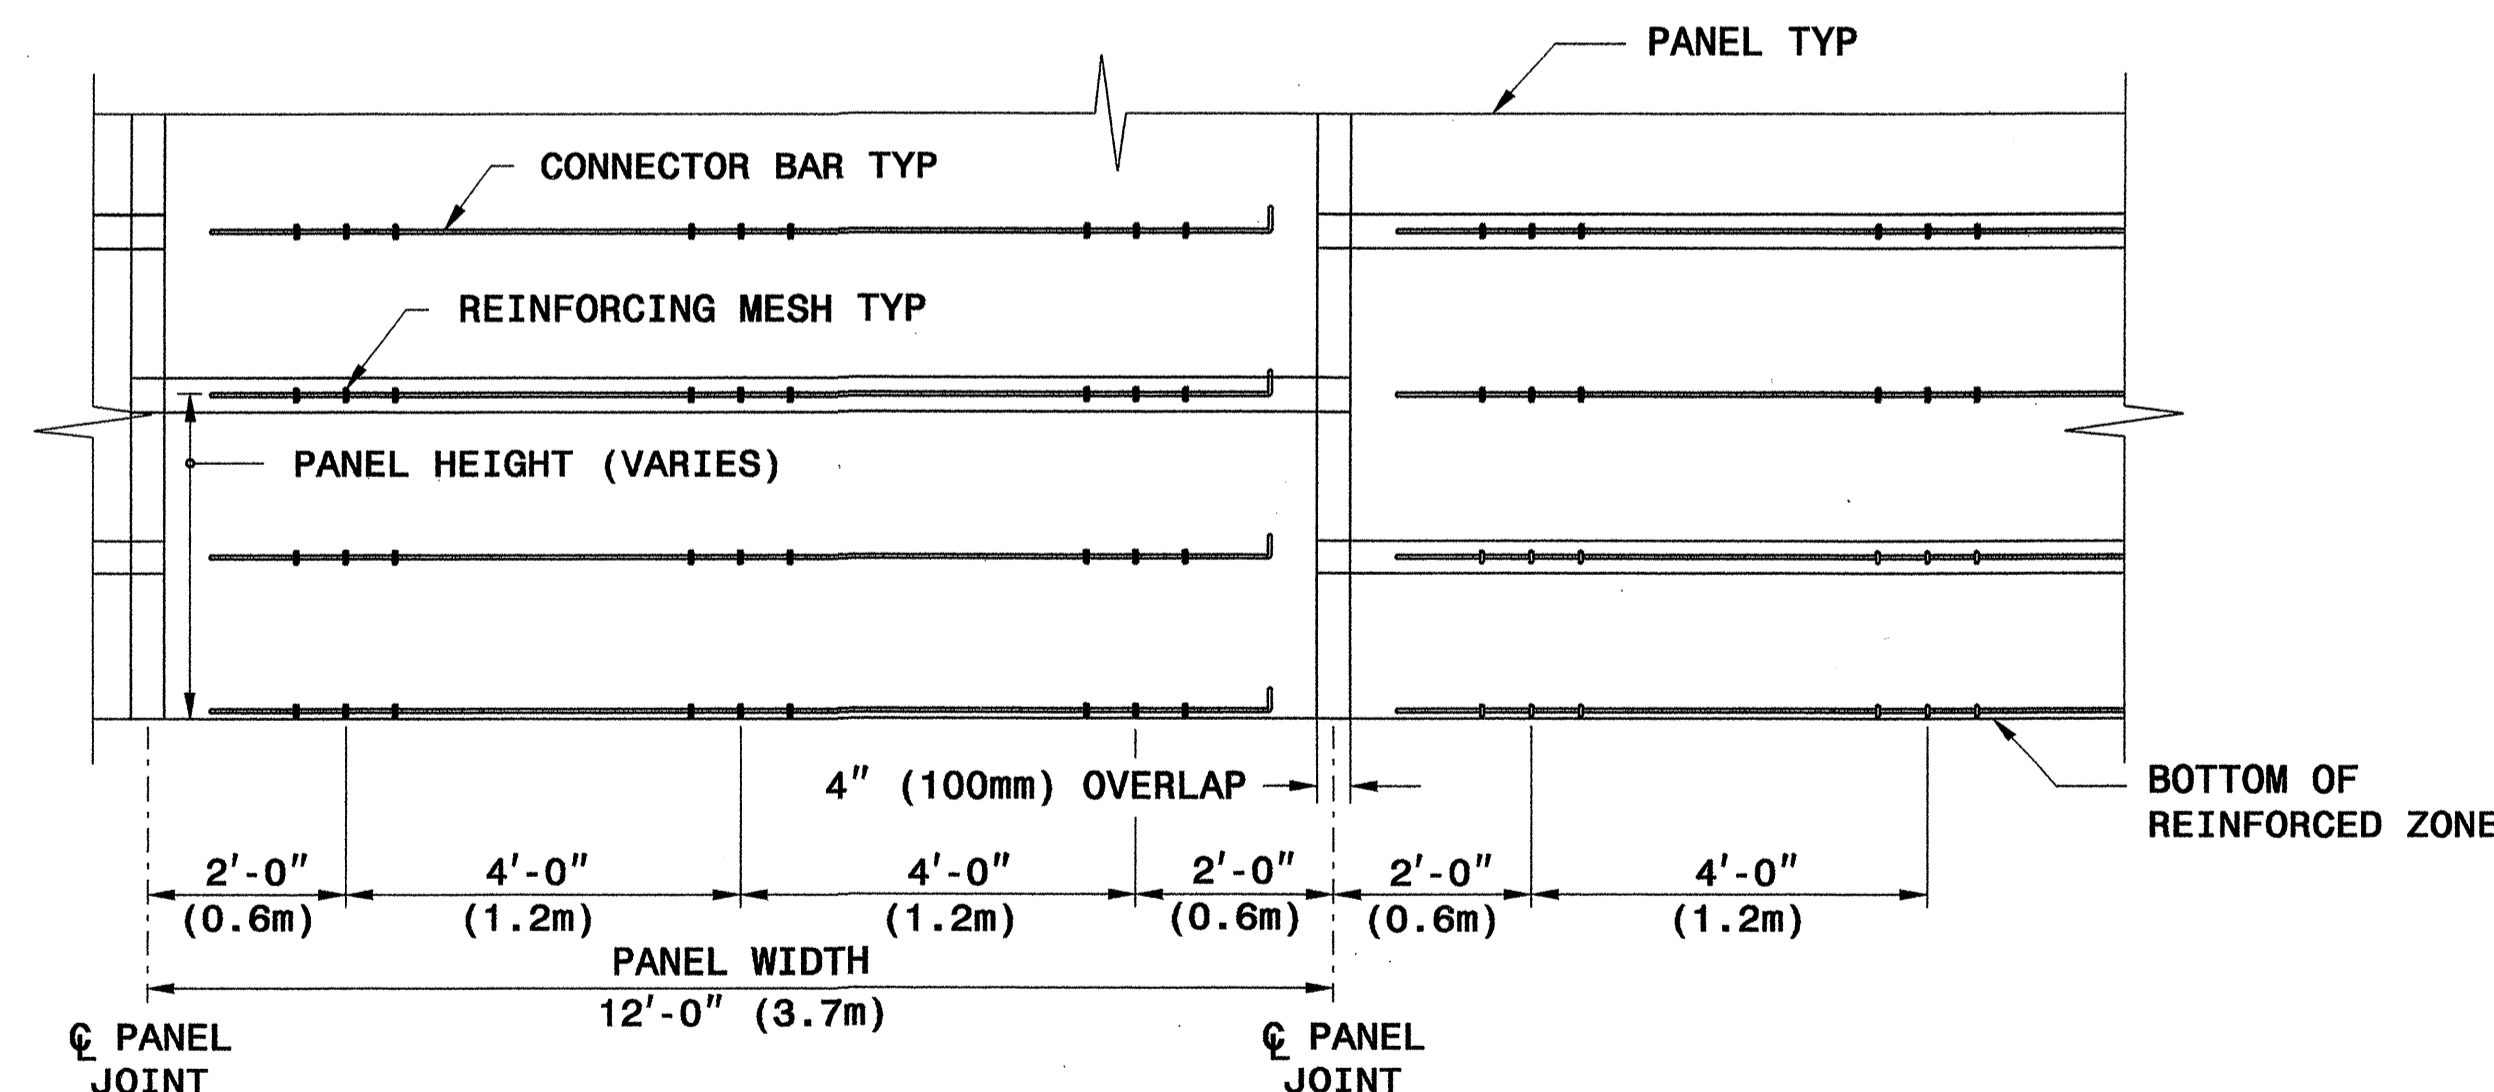 PANEL TYP
CONNECTOR BAR TYP
REINFORCING MESH TYP
PANEL HEIGHT (VARIES)
4" (100mm) OVERLAP
BOTTOM OF
REINFORCED ZONE
2'-0" 4'-0" 4'-0" 2'-0" 2'-0" 4'-0"
(0.6m) (1.2m) (1.2m) (0.6m) (0.6m) (1.2m)
PANEL WIDTH
12'-0" (3.7m)
℄ PANEL
JOINT
℄ PANEL
JOINT